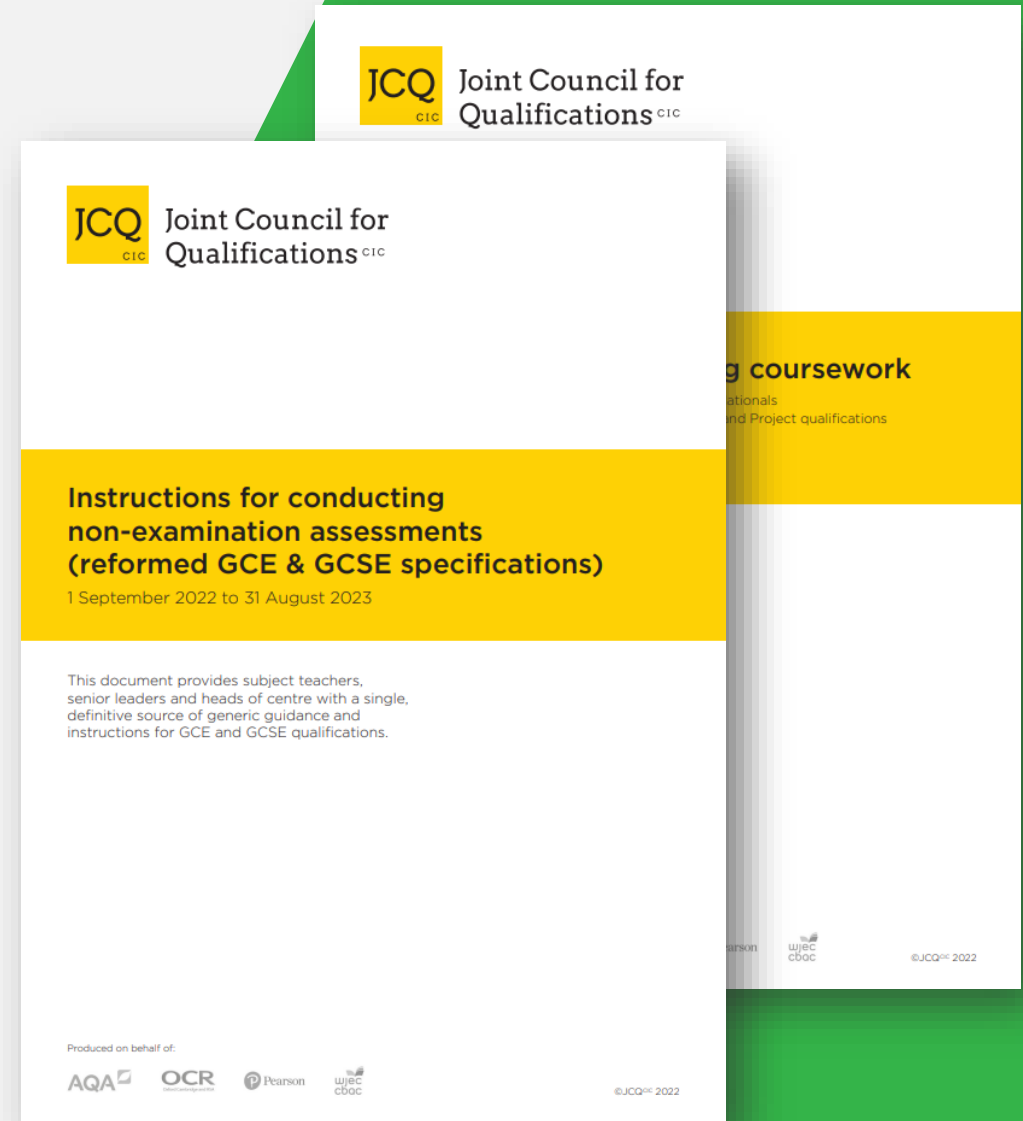 JCQ
CIC
Joint Council for
Qualifications CIC
g coursework
ationals
nd Project qualifications
arson
wjec
cbac
©JCQCIC 2022
JCQ
CIC
Joint Council for
Qualifications CIC
Instructions for conducting
non-examination assessments
(reformed GCE & GCSE specifications)
1 September 2022 to 31 August 2023
This document provides subject teachers,
senior leaders and heads of centre with a single,
definitive source of generic guidance and
instructions for GCE and GCSE qualifications.
Produced on behalf of:
AQA
OCR
Pearson
wjec
cbac
©JCQCIC 2022